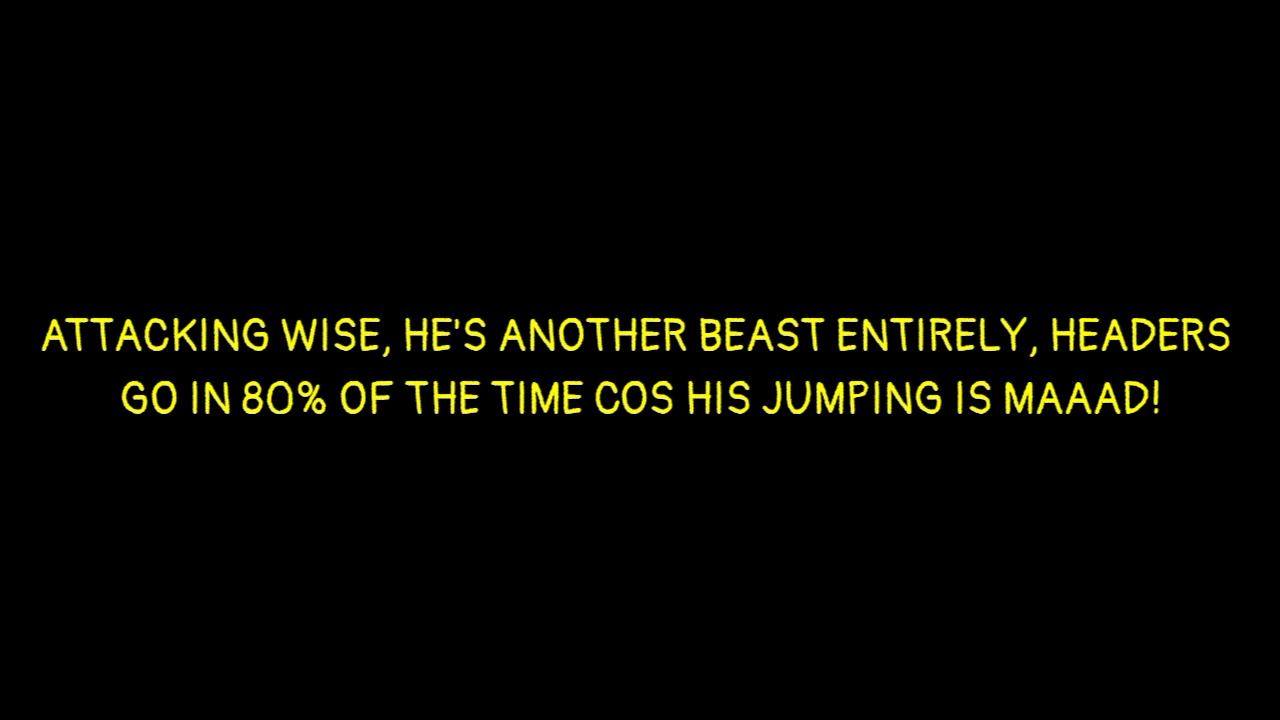 ATTACKING WISE, HE'S ANOTHER BEAST ENTIRELY, HEADERS
GO IN 80% OF THE TIME COS HIS JUMPING IS MAAAD!